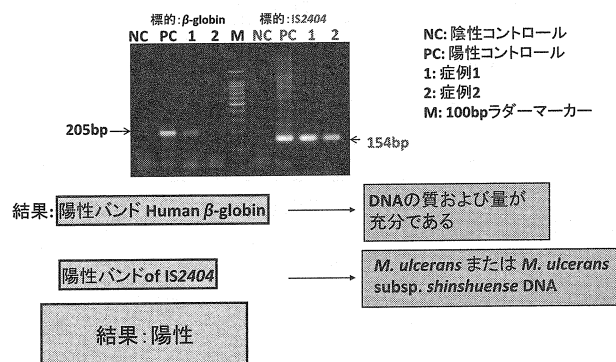 標的:β-globin 標的:IS2404
NC PC 1 2 M NC PC 1 2
205bp
154bp
NC: 陰性コントロール
PC: 陽性コントロール
1: 症例1
2: 症例2
M: 100bpラダーマーカー
結果: 陽性バンド Human β-globin
DNAの質および量が
充分である
陽性バンドof IS2404
M. ulcerans または M. ulcerans
subsp. shinshuense DNA
結果:陽性